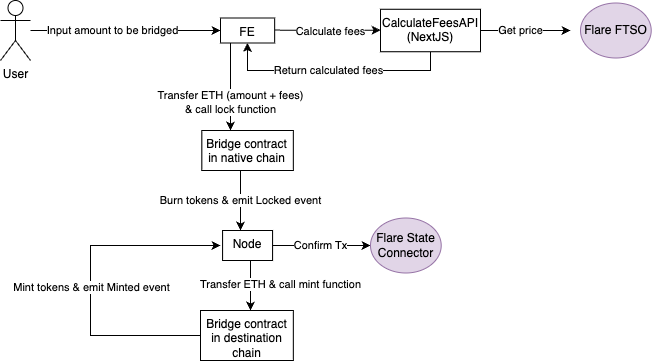 Input amount to be bridged
FE
Calculate fees
CalculateFeesAPI
(NextJS)
Get price
Flare FTSO
User
Return calculated fees
Transfer ETH (amount + fees)
& call lock function
Bridge contract
in native chain
Burn tokens & emit Locked event
Node
Confirm Tx
Flare State
Connector
Transfer ETH & call mint function
Mint tokens & emit Minted event
Bridge contract
in destination
chain